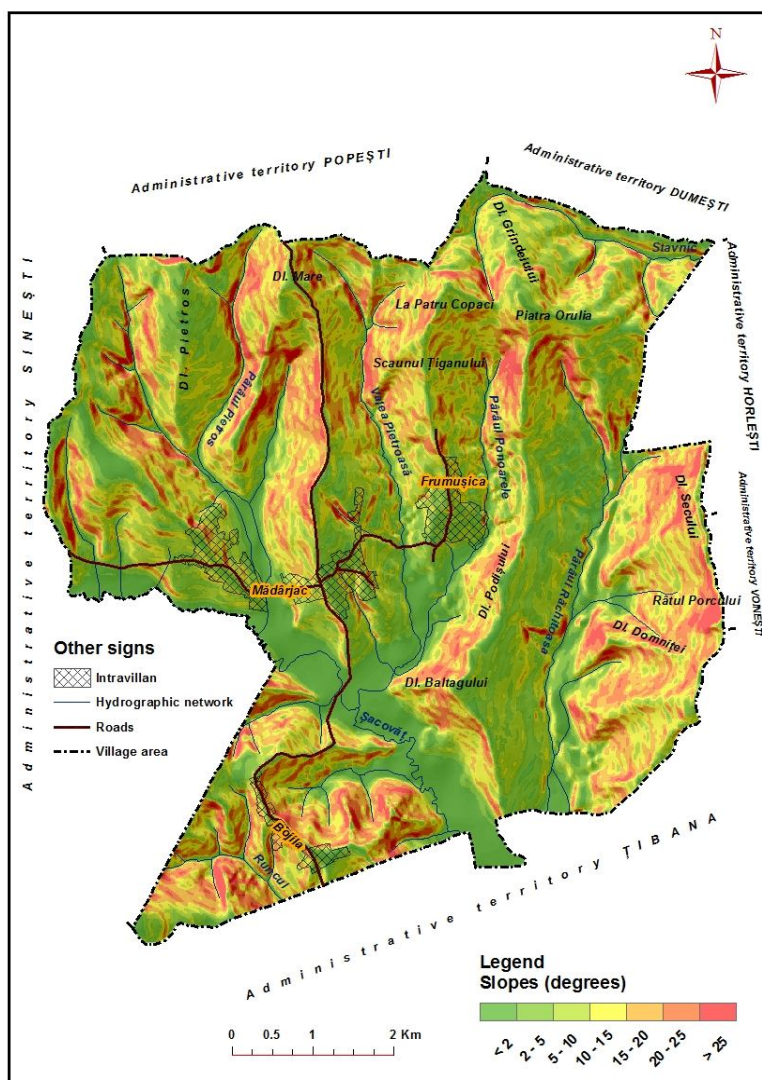 N
Administrative territory POPEȘTI
Administrative territory DUMEȘTI
Administrative territory SINEȘTI
Administrative territory HORLEȘTI
Administrative teritory VOINEȘTI
Stavnic
Dl. Grindeiului
Dl. Mare
La Patru Copaci
Piatra Orulia
Dl. Pietros
Scaunul Țiganului
Pârâul Pietros
Valea Pietroasă
Pârâul Ponoarele
Frumușica
Dl. Secului
Dl. Podișului
Pârâul Răchitoasa
Mădârjac
Râtul Porcului
Dl. Domniței
Dl. Baltagului
Șacovăț
Bojila
Runcul
Other signs
Intravillan
Hydrographic network
Roads
Village area
Administrative territory ȚIBANA
Legend
Slopes (degrees)
< 2
2 - 5
5 - 10
10 - 15
15 - 20
20 - 25
> 25
0 1 2 Km